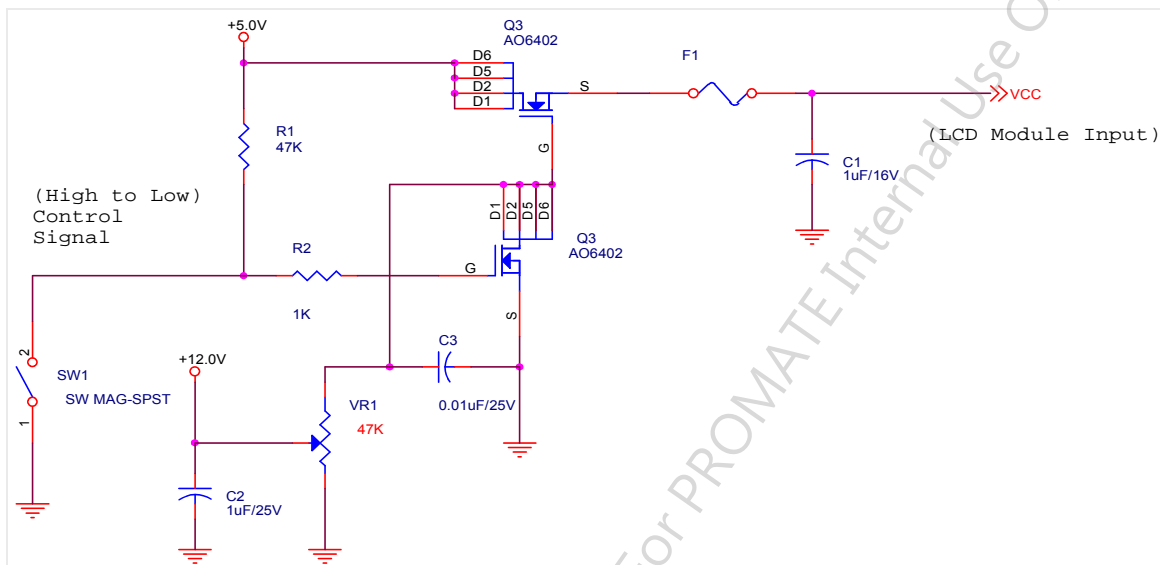 +5.0V
Q3
AO6402
D6
D5
D2
D1
S
G
F1
VCC
(LCD Module Input)
R1
47K
C1
1uF/16V
(High to Low)
Control
Signal
D1
D2
D5
D6
Q3
AO6402
R2
1K
G
S
2
1
SW1
SW MAG-SPST
+12.0V
C3
0.01uF/25V
VR1
47K
C2
1uF/25V
For PROMATE Internal Use O